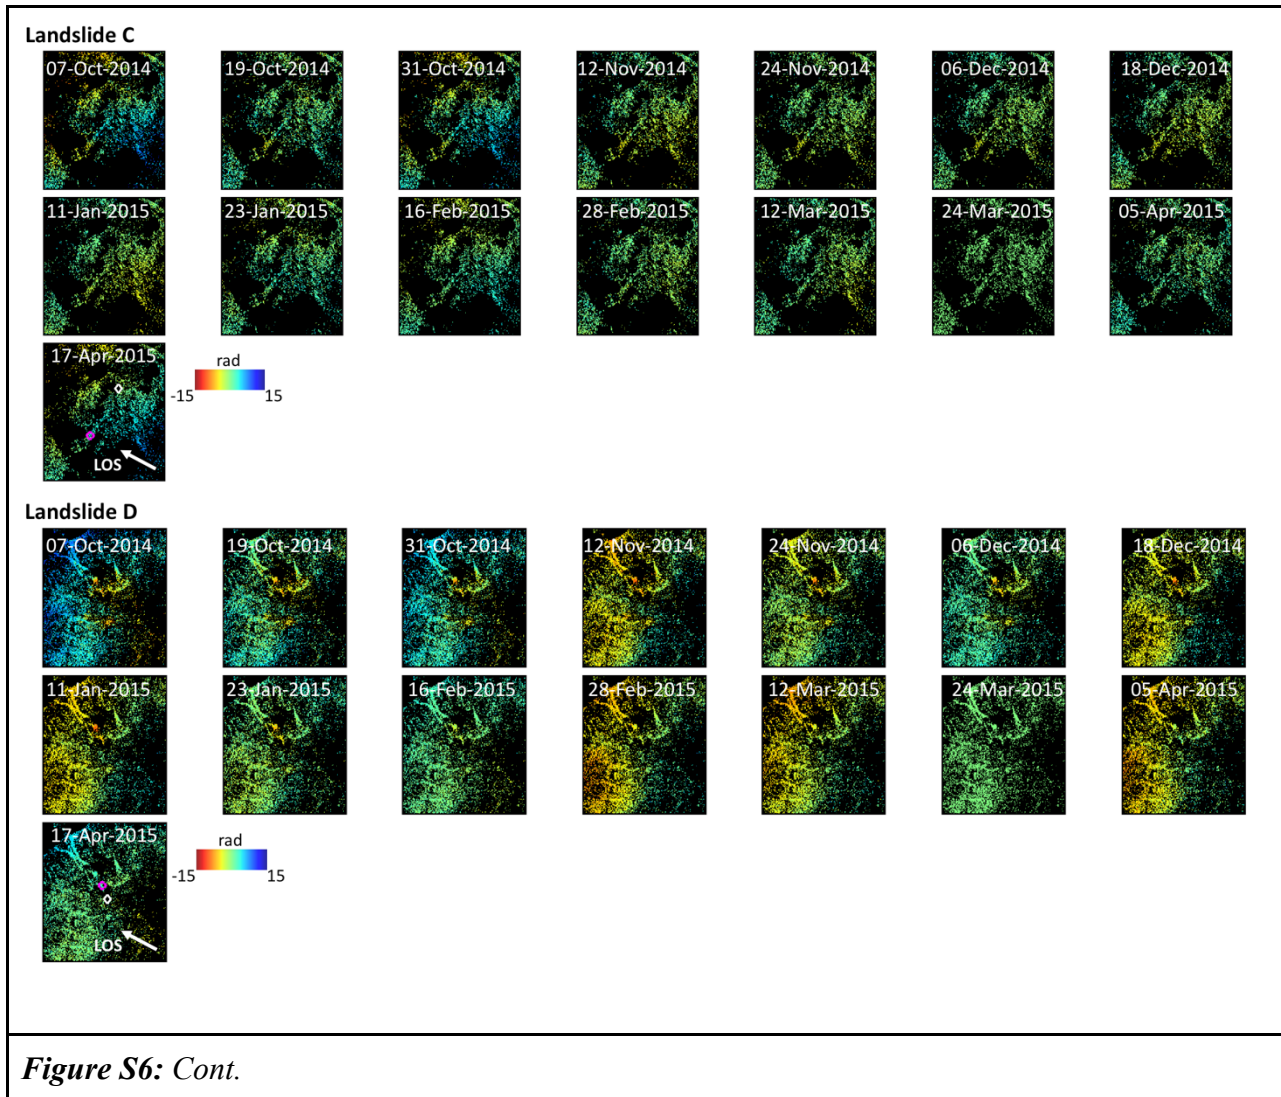 Landslide C
07-Oct-2014 19-Oct-2014 31-Oct-2014 12-Nov-2014 24-Nov-2014 06-Dec-2014 18-Dec-2014
11-Jan-2015 23-Jan-2015 16-Feb-2015 28-Feb-2015 12-Mar-2015 24-Mar-2015 05-Apr-2015
17-Apr-2015
rad
-15 15
LOS
Landslide D
07-Oct-2014 19-Oct-2014 31-Oct-2014 12-Nov-2014 24-Nov-2014 06-Dec-2014 18-Dec-2014
11-Jan-2015 23-Jan-2015 16-Feb-2015 28-Feb-2015 12-Mar-2015 24-Mar-2015 05-Apr-2015
17-Apr-2015
rad
-15 15
LOS
Figure S6: Cont.